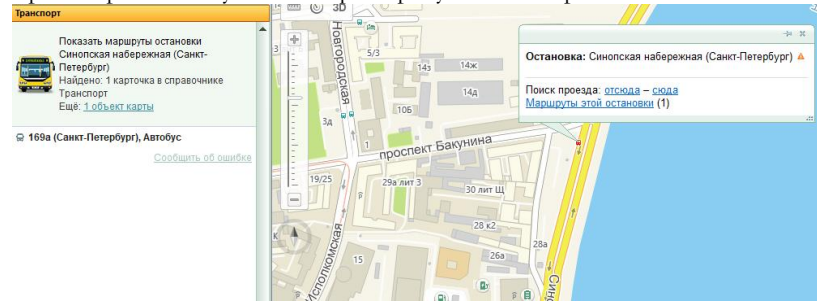 Транспорт
Показать маршруты остановки
Синопская набережная (Санкт-
Петербург)
Найдено: 1 карточка в справочнике
Транспорт
Ещё: 1 объект карты
169а (Санкт-Петербург), Автобус
Сообщить об ошибке
3D
Остановка: Синопская набережная (Санкт-Петербург)
Поиск проезда: отсюда – сюда
Маршруты этой остановки (1)
Новгородская
5/3
14з
14ж
14д
10Б
3д
1
проспект Бакунина
19/25
29а лит 3
30 лит Щ
28 к2
28а
26а
15
Исполкомская
Сино